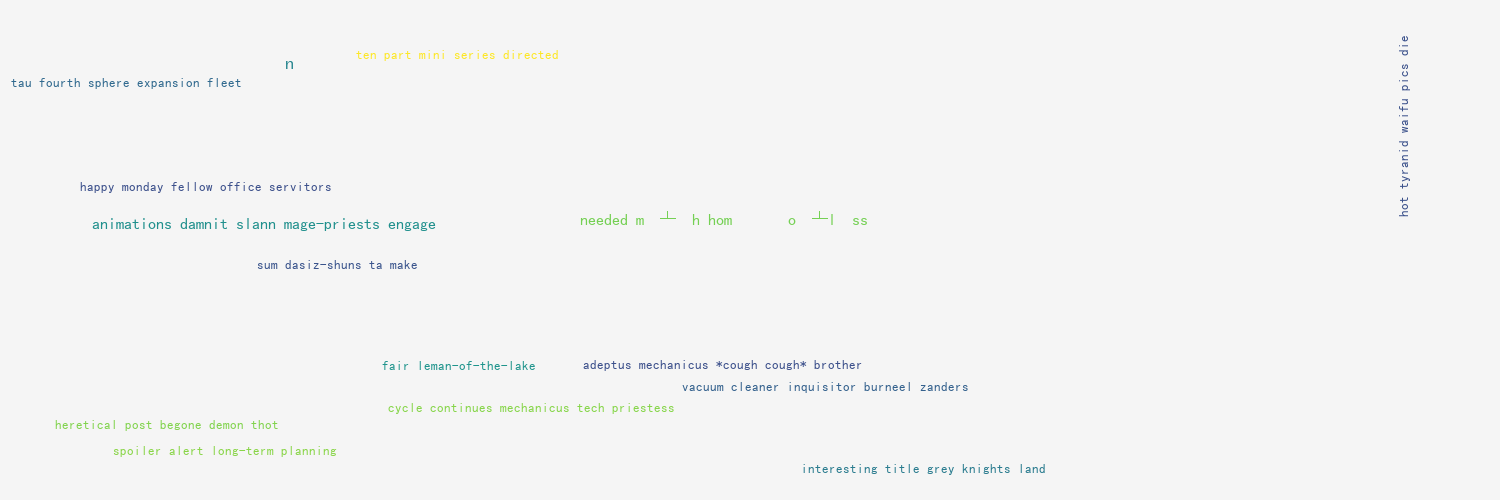 ten part mini series directed
n
tau fourth sphere expansion fleet
hot tyranid waifu pics die
happy monday fellow office servitors
animations damnit slann mage-priests engage
needed m ┴ h hom o ┴l ss
sum dasiz-shuns ta make
fair leman-of-the-lake
adeptus mechanicus *cough cough* brother
vacuum cleaner inquisitor burneel zanders
cycle continues mechanicus tech priestess
heretical post begone demon thot
spoiler alert long-term planning
interesting title grey knights land